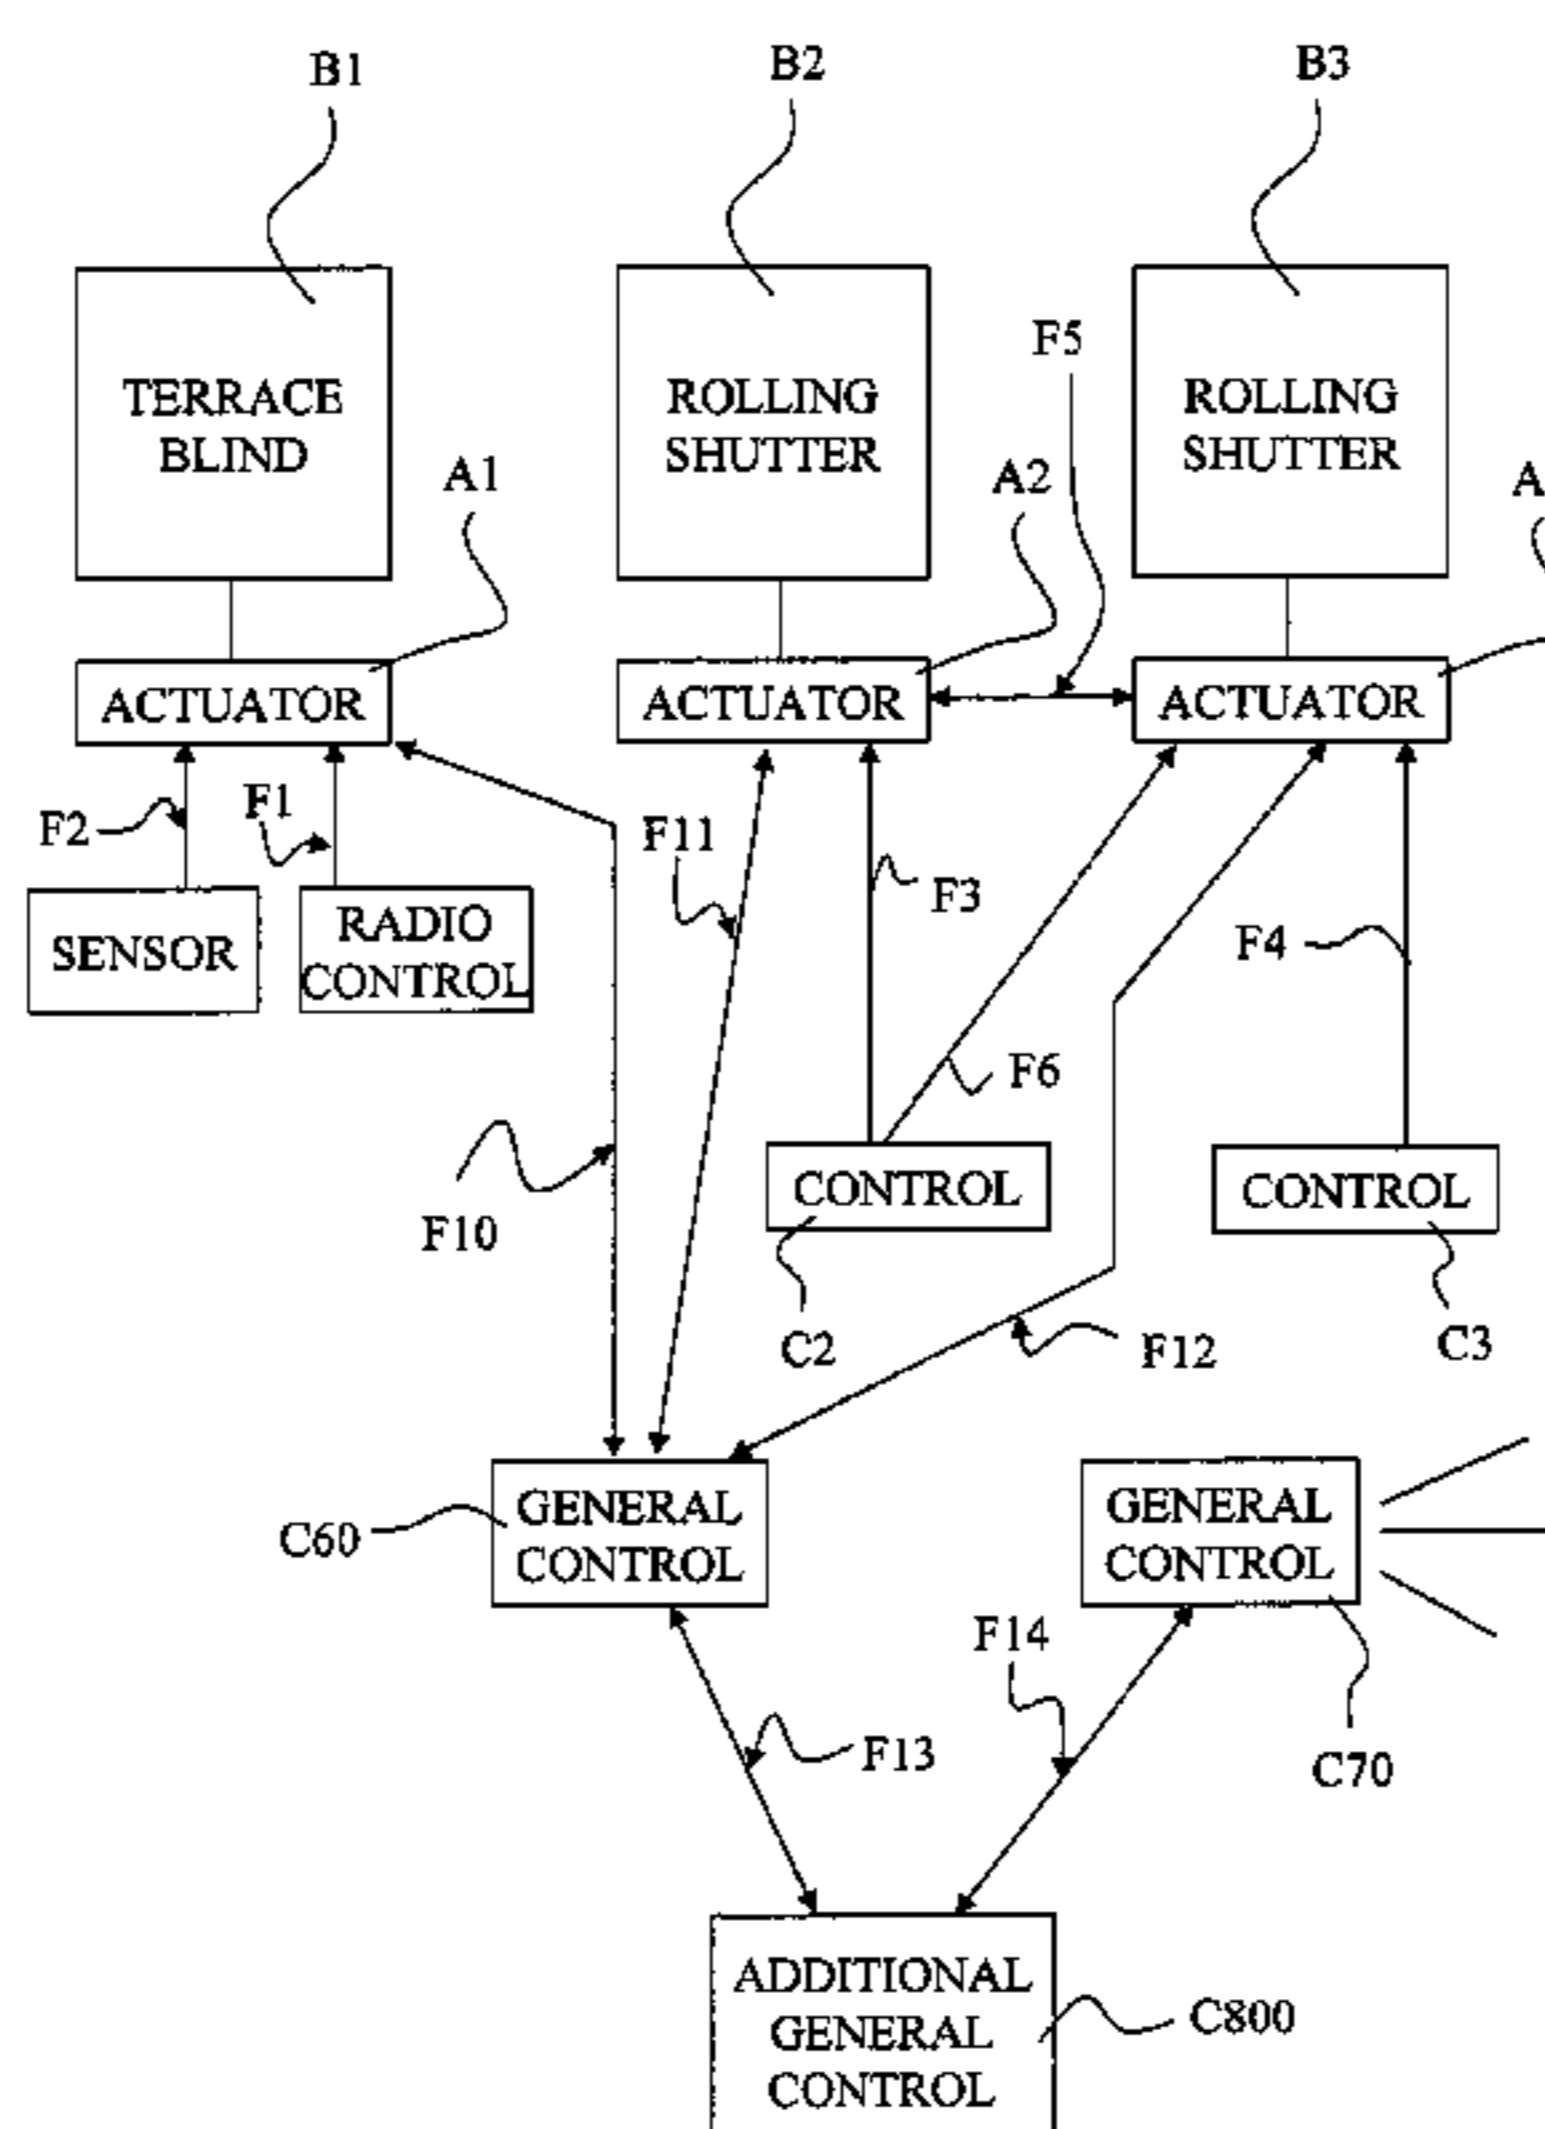 B1
B2
B3
F5
TERRACE
BLIND
ROLLING
SHUTTER
ROLLING
SHUTTER
A1
A2
A
ACTUATOR
ACTUATOR
ACTUATOR
F2
F1
F11
F3
F4
SENSOR
RADIO
CONTROL
F6
F10
CONTROL
CONTROL
C2
F12
C3
C60
GENERAL
CONTROL
GENERAL
CONTROL
F14
F13
C70
ADDITIONAL
GENERAL
CONTROL
C800